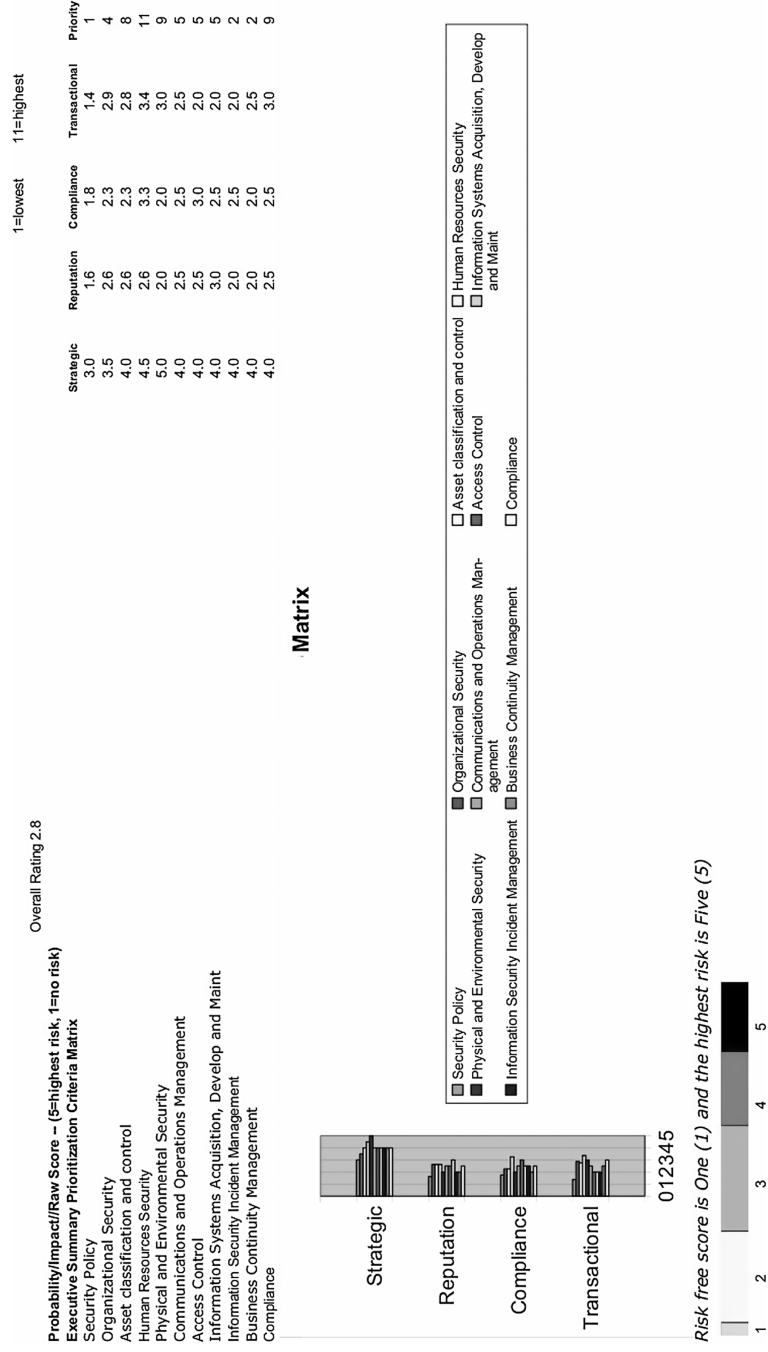 1=lowest 11=highest
Overall Rating 2.8
Probability/Impact//Raw Score – (5=highest risk, 1=no risk)
Executive Summary Prioritization Criteria Matrix Strategic Reputation Compliance Transactional Priority
Security Policy 3.0 1.6 1.8 1.4 1
Organizational Security 3.5 2.6 2.3 2.9 4
Asset classification and control 4.0 2.6 2.3 2.8 8
Human Resources Security 4.5 2.6 3.3 3.4 11
Physical and Environmental Security 5.0 2.0 2.0 3.0 9
Communications and Operations Management 4.0 2.5 2.5 2.5 5
Access Control 4.0 2.5 3.0 2.0 5
Information Systems Acquisition, Develop and Maint 4.0 3.0 2.5 2.0 5
Information Security Incident Management 4.0 2.0 2.5 2.0 2
Business Continuity Management 4.0 2.0 2.0 2.5 2
Compliance 4.0 2.5 2.5 3.0 9
Matrix
Strategic
Reputation
Compliance
Transactional
012345
Security Policy Organizational Security Asset classification and control Human Resources Security
Physical and Environmental Security Communications and Operations Man-
agement Access Control Information Systems Acquisition, Develop
and Maint
Information Security Incident Management Business Continuity Management Compliance
Risk free score is One (1) and the highest risk is Five (5)
1 2 3 4 5